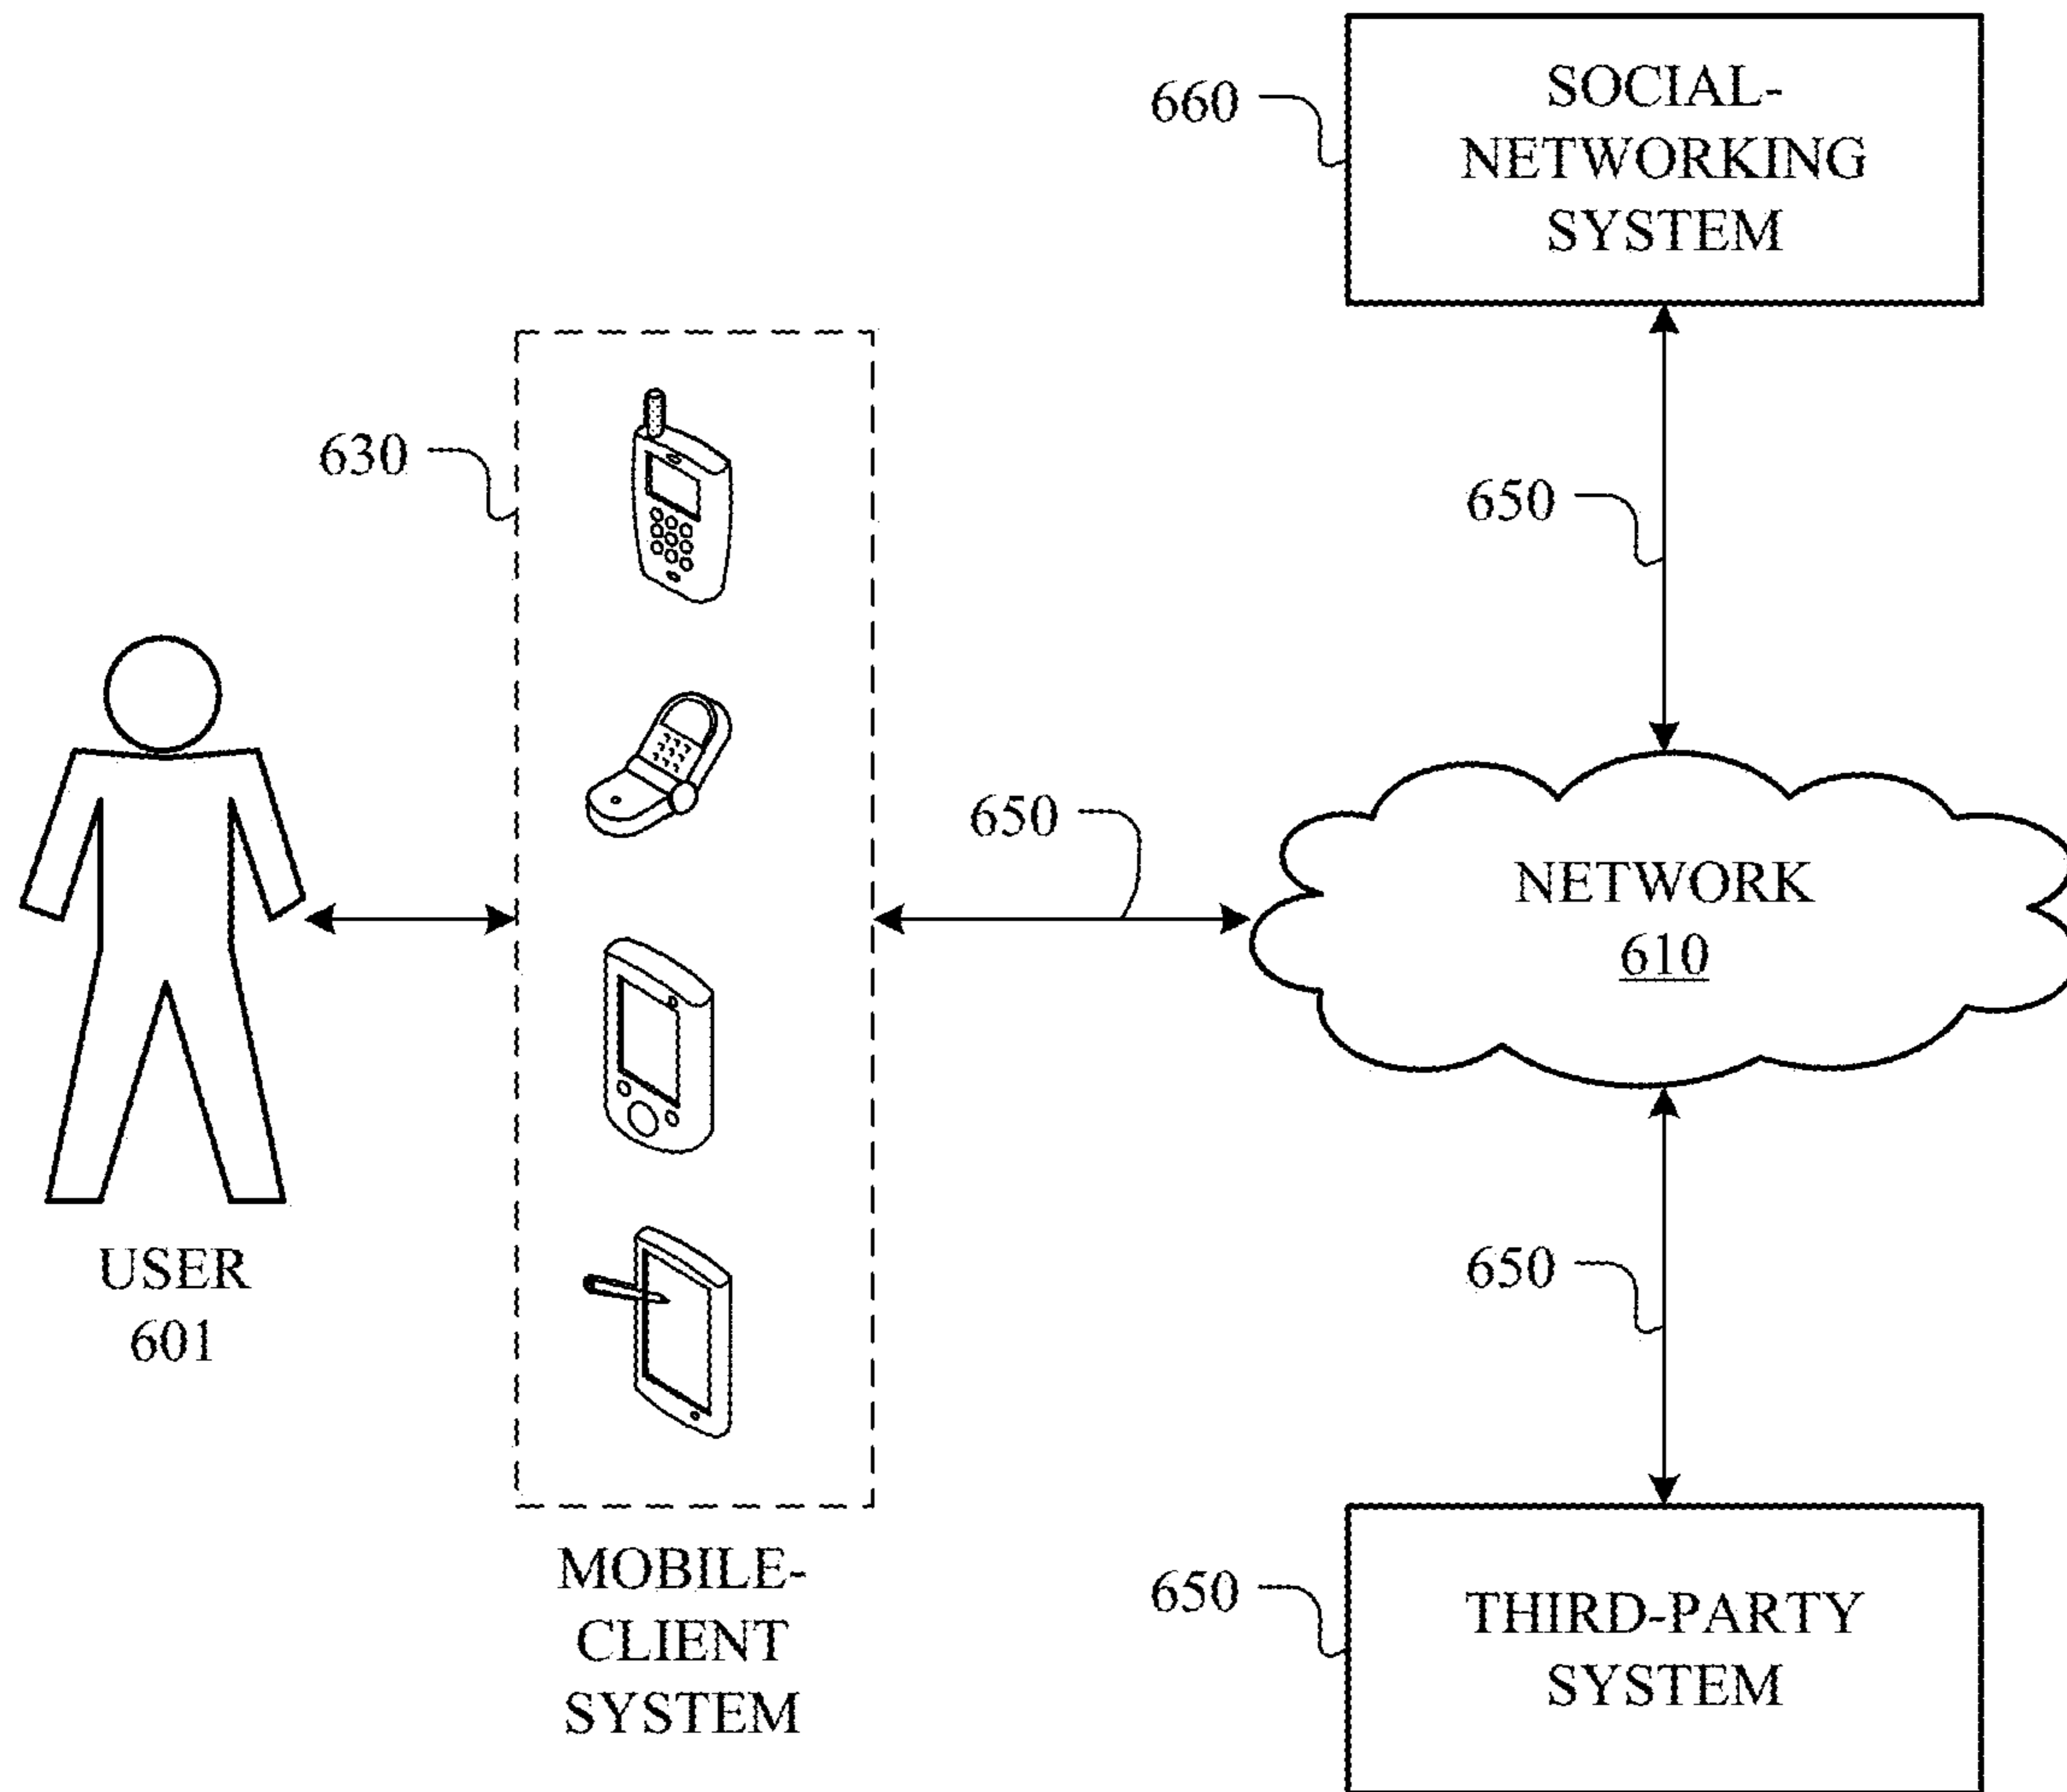 660
SOCIAL-
NETWORKING
SYSTEM
630
650
650
NETWORK
610
USER
601
650
MOBILE-
CLIENT
SYSTEM
650
THIRD-PARTY
SYSTEM